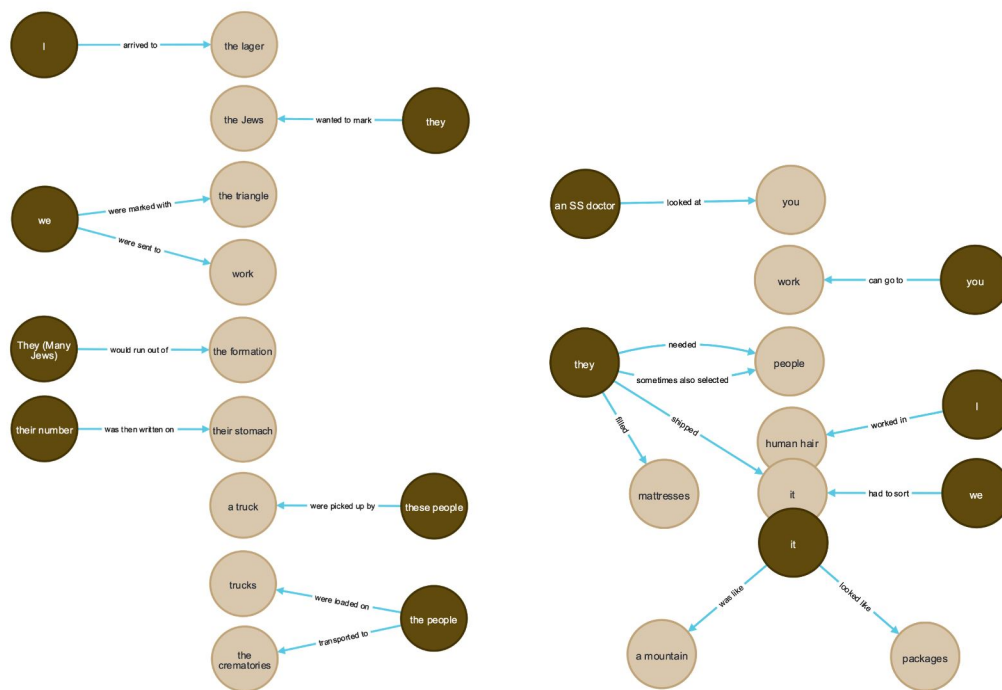 I
arrived to
the lager
the Jews
wanted to mark
they
we
were marked with
the triangle
were sent to
work
They (Many
Jews)
would run out of
the formation
their number
was then written on
their stomach
a truck
were picked up by
these people
trucks
were loaded on
the people
transported to
the
crematories
an SS doctor
looked at
you
work
can go to
you
they
needed
people
sometimes also selected
filled
shipped
mattresses
human hair
worked in
I
it
had to sort
we
it
was like
looked like
a mountain
packages